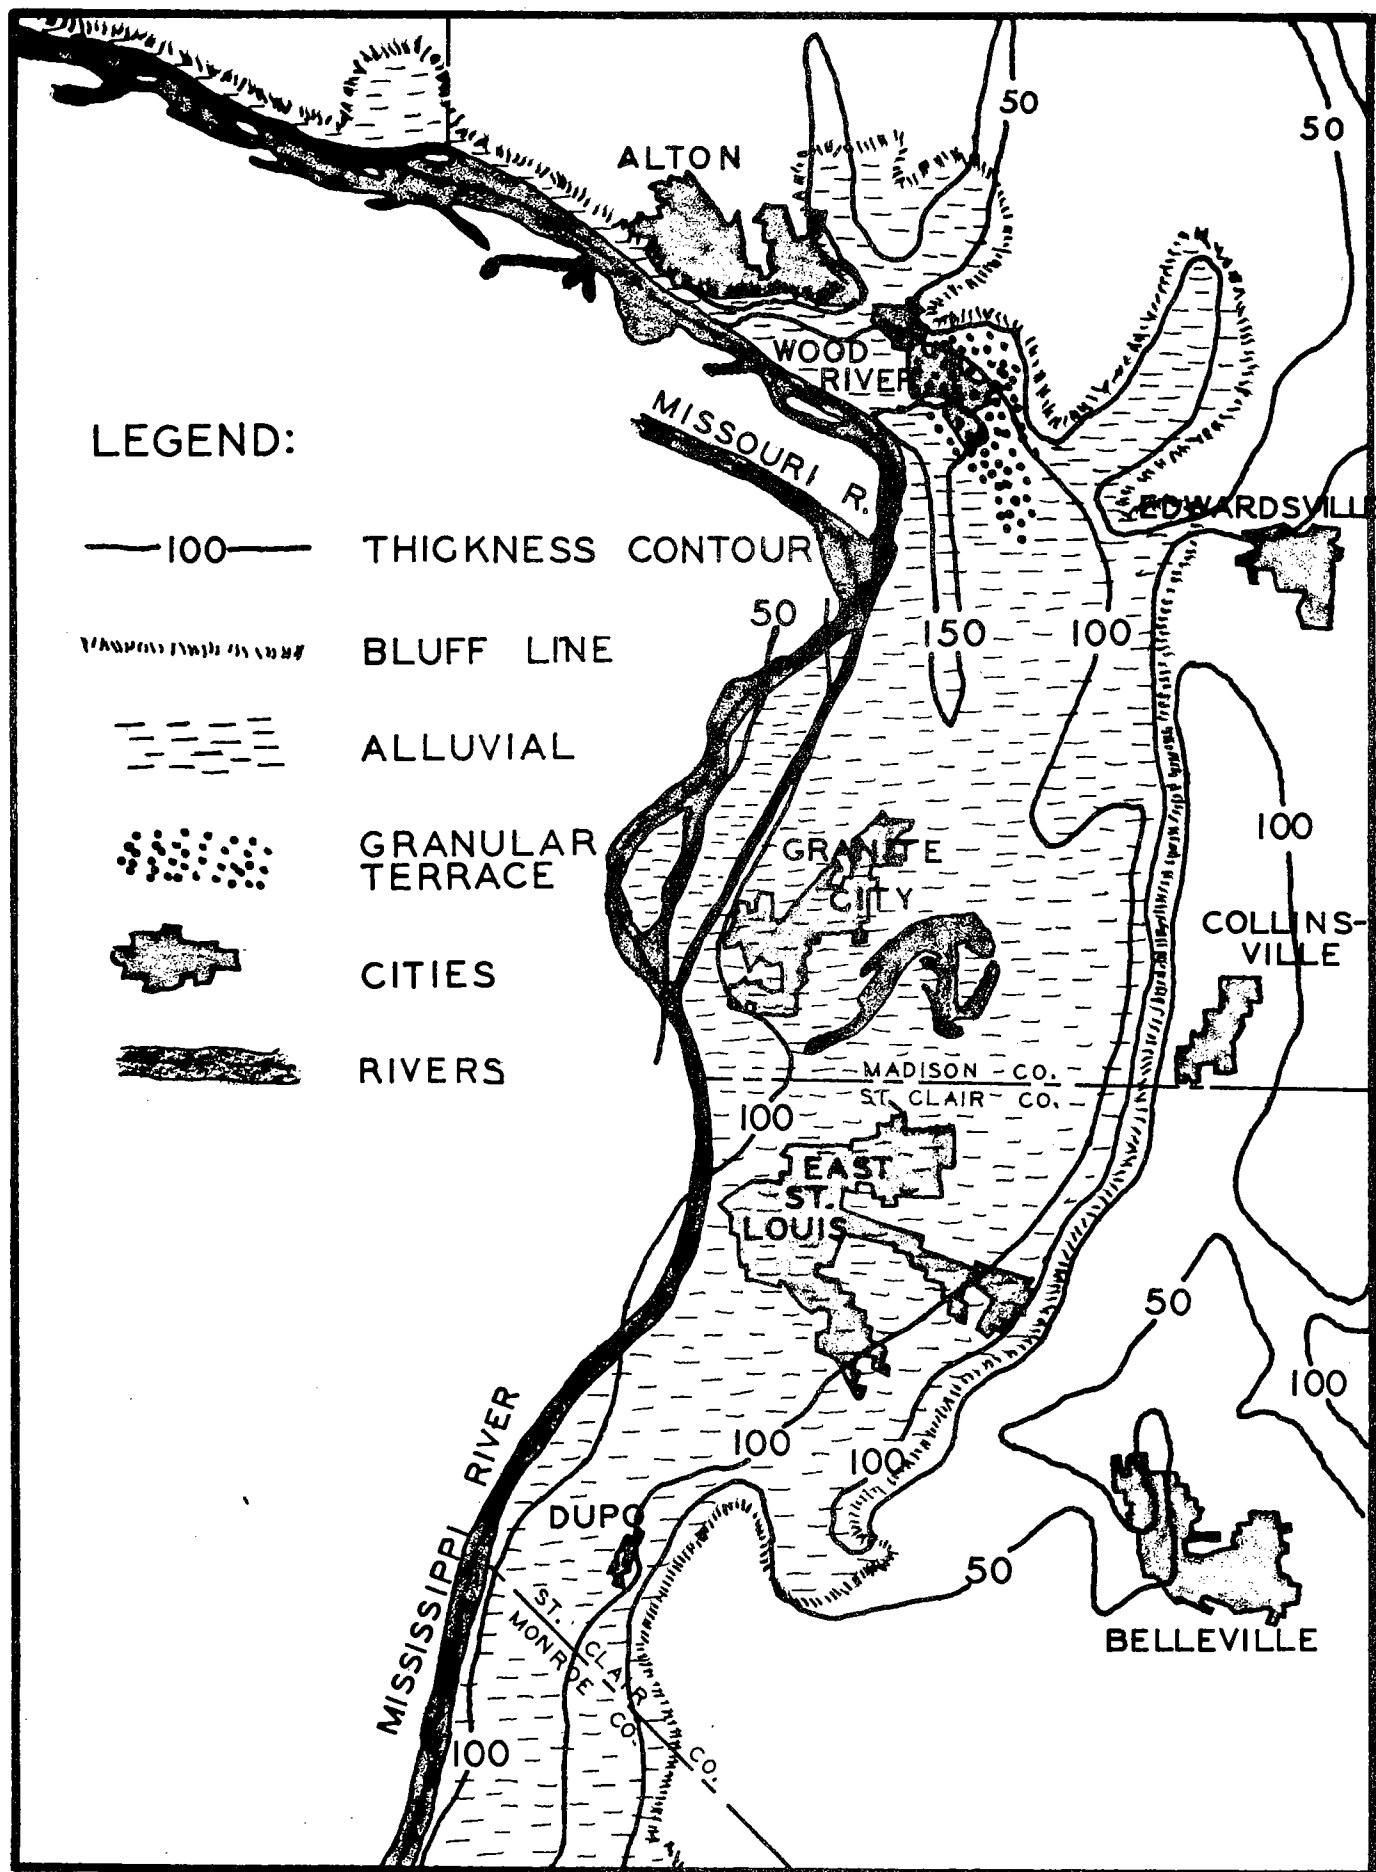 50
50
ALTON
WOOD
RIVER
MISSOURI R.
LEGEND:
100
THICKNESS CONTOUR
BLUFF LINE
ALLUVIAL
GRANULAR
TERRACE
CITIES
RIVERS
EDWARDSVILLE
50
150
100
GRANITE
CITY
100
COLLINS-
VILLE
MADISON CO.
ST. CLAIR CO.
100
EAST
ST.
LOUIS
50
100
100
100
MISSISSIPPI RIVER
DUPO
50
ST. CLAIR CO.
MONROE CO.
BELLEVILLE
100